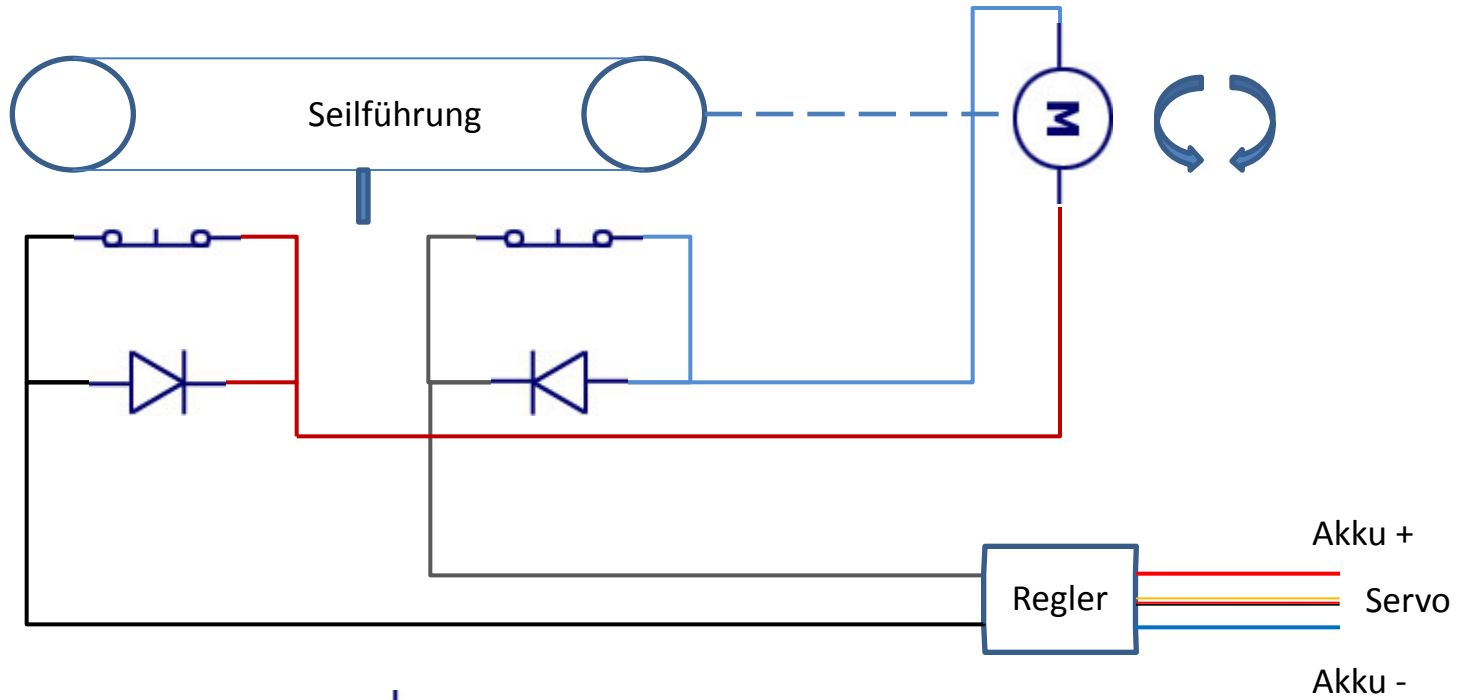 Seilführung
M
Akku +
Regler
Servo
Akku -